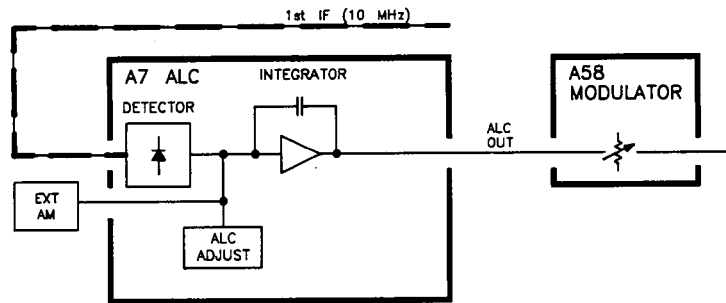 1st IF (10 MHz)
A7 ALC
INTEGRATOR
DETECTOR
A58
MODULATOR
ALC
OUT
EXT
AM
ALC
ADJUST